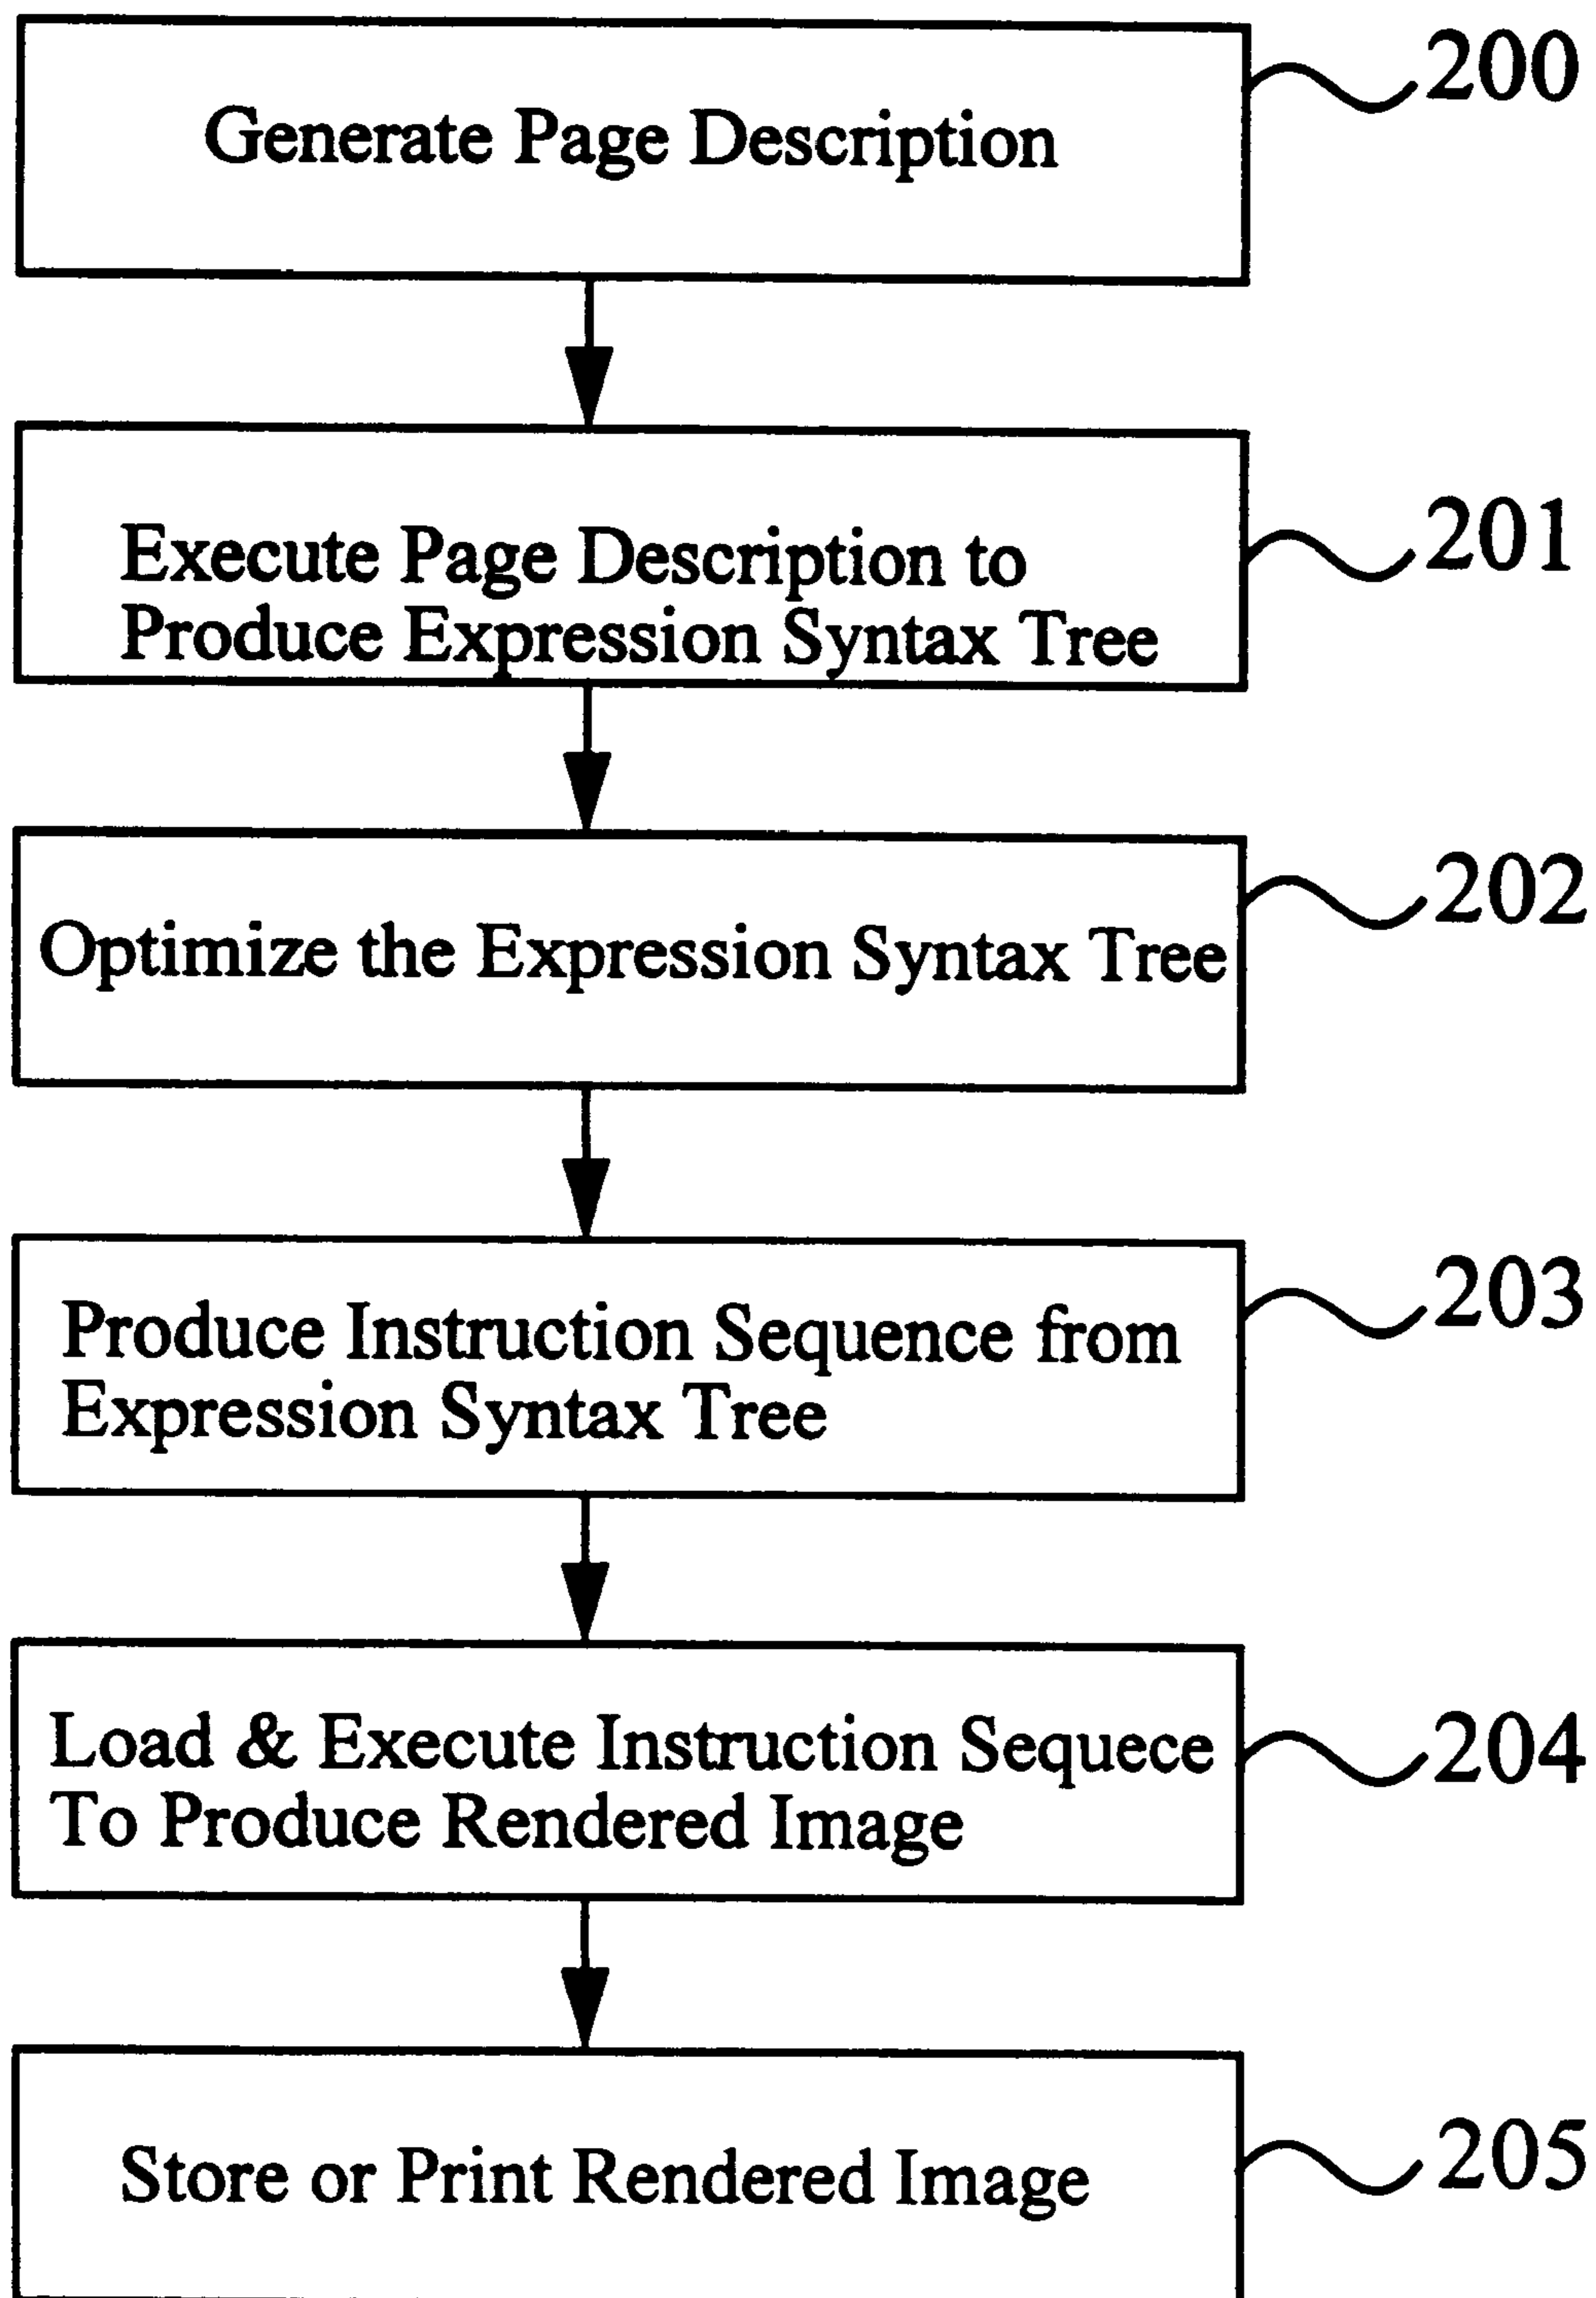 Generate Page Description
200
Execute Page Description to
Produce Expression Syntax Tree
201
Optimize the Expression Syntax Tree
202
Produce Instruction Sequence from
Expression Syntax Tree
203
Load & Execute Instruction Sequece
To Produce Rendered Image
204
Store or Print Rendered Image
205